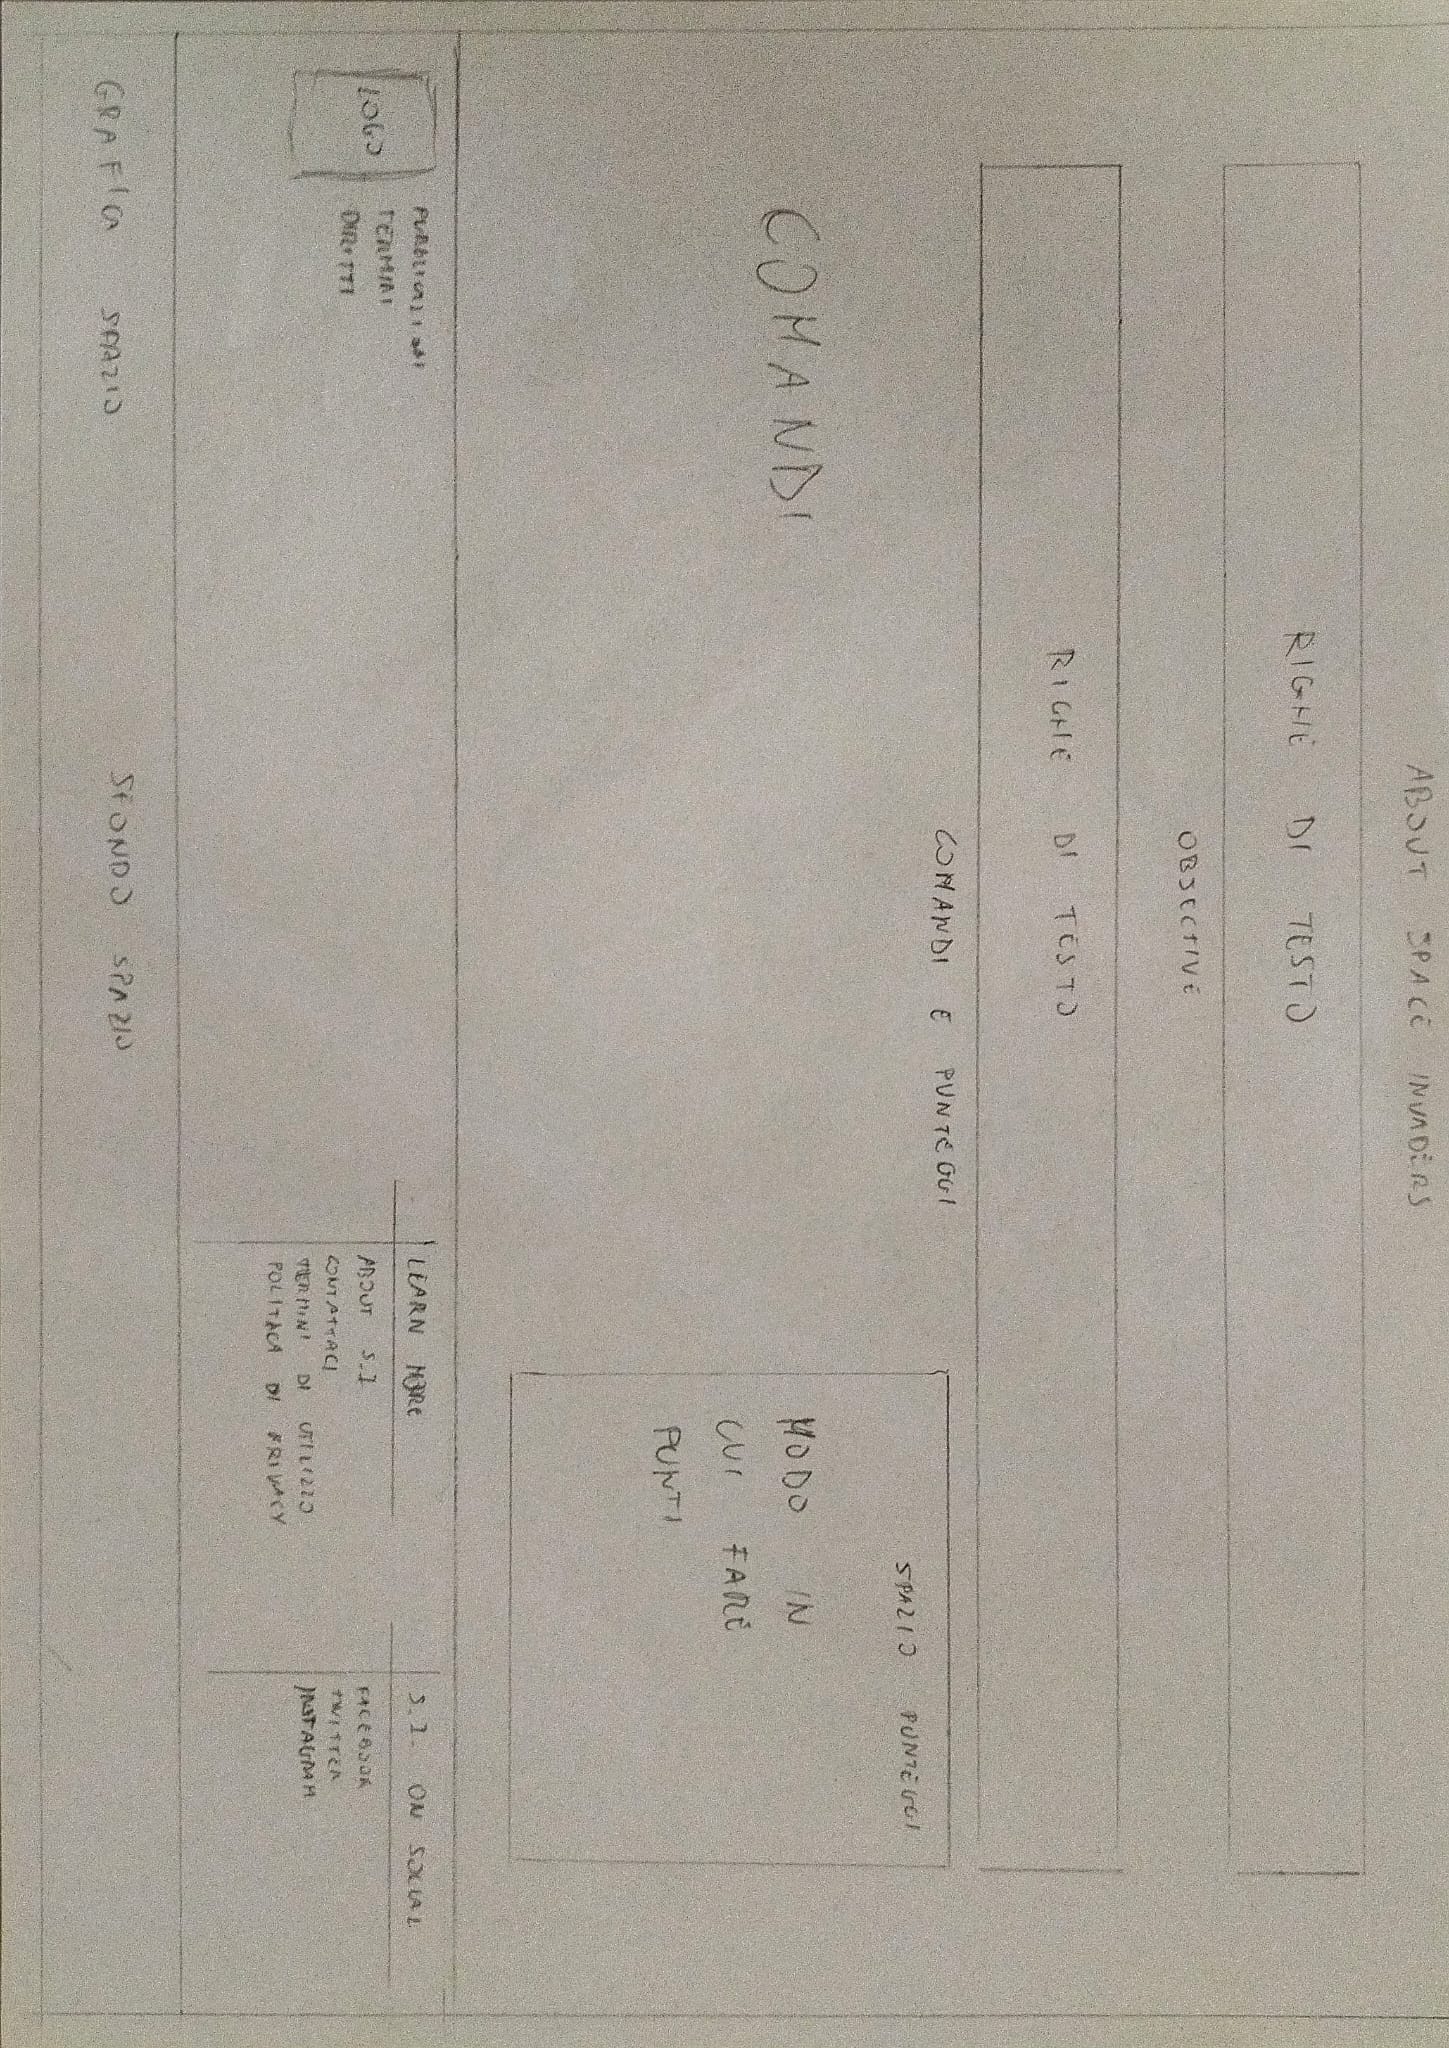 ABOUT SPACE INVADERS
RIGHE DI TESTO
OBJECTIVE
RIGHE DI TESTO
COMANDI E PUNTEGGI
SPAZIO PUNTEGGI
COMANDI
MODO IN
CUI FARE
PUNTI
LOGO
PUBBLICAZIONI
TERMINI
DIRITTI
LEARN MORE
ABOUT S.I
CONTATTACI
TERMINI DI UTILIZZO
POLITACA DI PRIVACY
S.I. ON SOCIAL
FACEBOOK
TWITTER
INSTAGRAM
GRAFICA SPAZIO
SFONDO SPAZIO